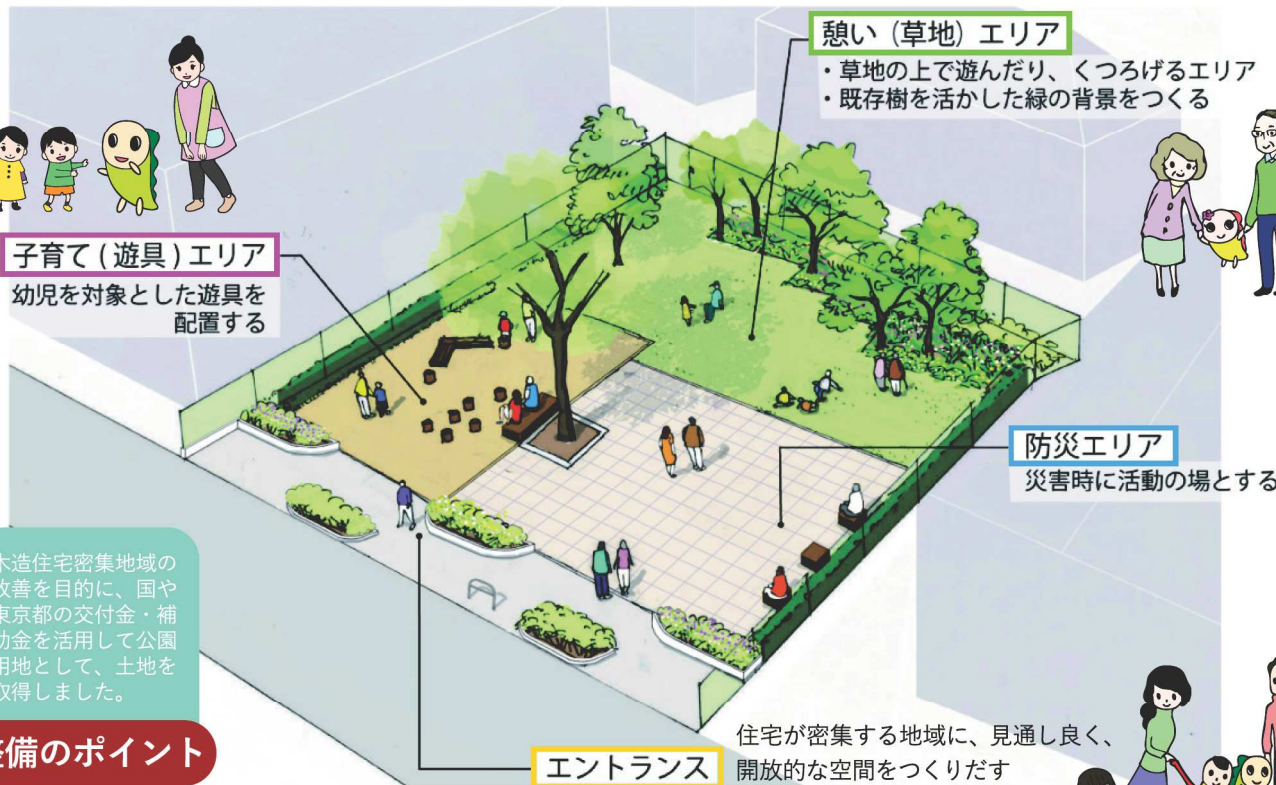 憩い（草地）エリア
・草地の上で遊んだり、くつろげるエリア
・既存樹を活かした緑の背景をつくる
子育て(遊具)エリア
幼児を対象とした遊具を
配置する
防災エリア
災害時に活動の場とする
木造住宅密集地域の
改善を目的に、国や
東京都の交付金・補
助金を活用して公園
用地として、土地を
取得しました。
整備のポイント
エントランス
住宅が密集する地域に、見通し良く、
開放的な空間をつくりだす